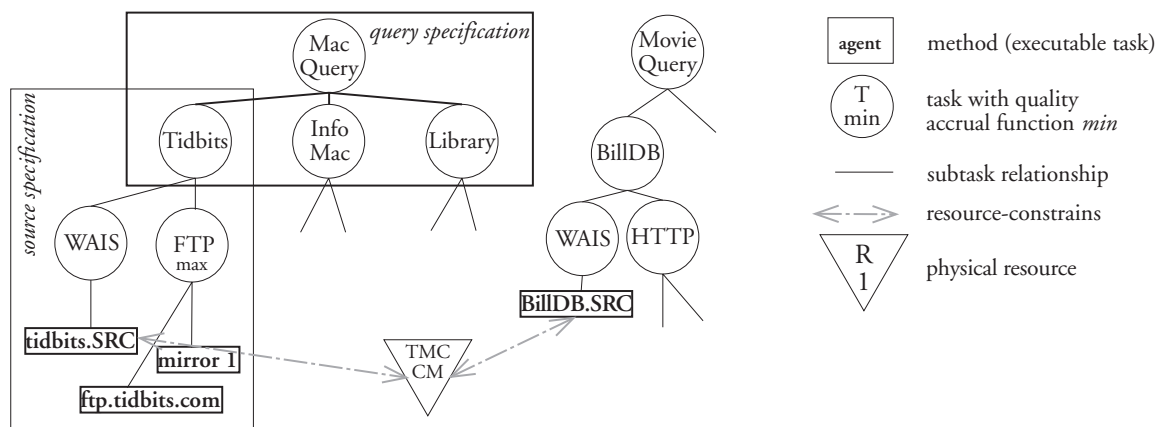 query specification
source specification
Mac
Query
Tidbits
Info
Mac
Library
WAIS
FTP
max
tidbits.SRC
mirror 1
ftp.tidbits.com
Movie
Query
BillDB
WAIS
HTTP
BillDB.SRC
TMC
CM
agent
method (executable task)
T
min
task with quality
accrual function min
subtask relationship
resource-constrains
R
1
physical resource